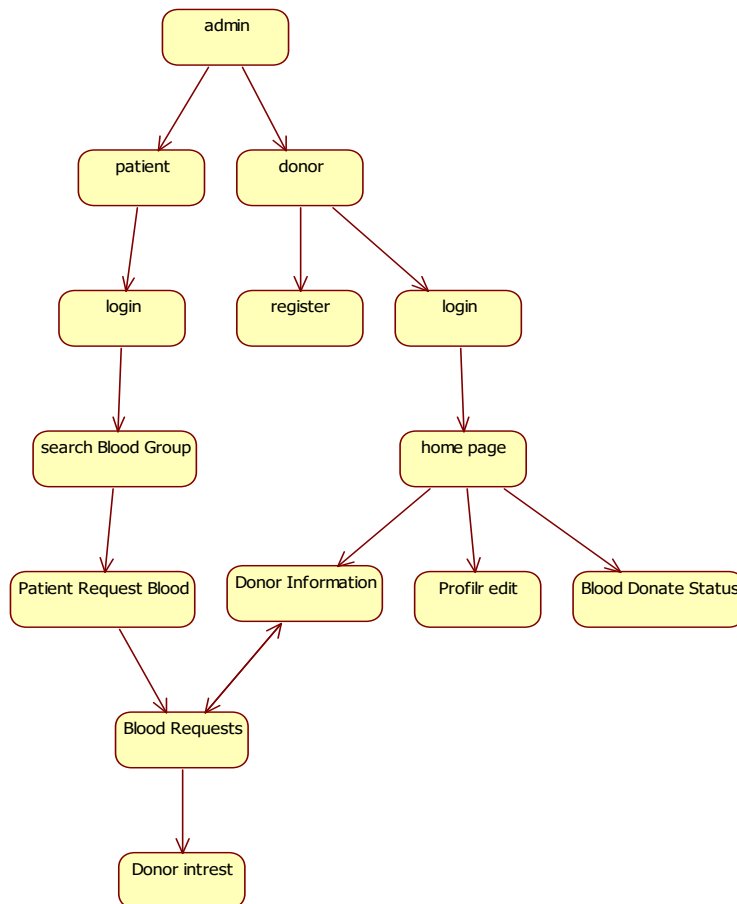 admin
patient
donor
login
register
login
search Blood Group
home page
Patient Request Blood
Donor Information
Profilr edit
Blood Donate Status
Blood Requests
Donor intrest